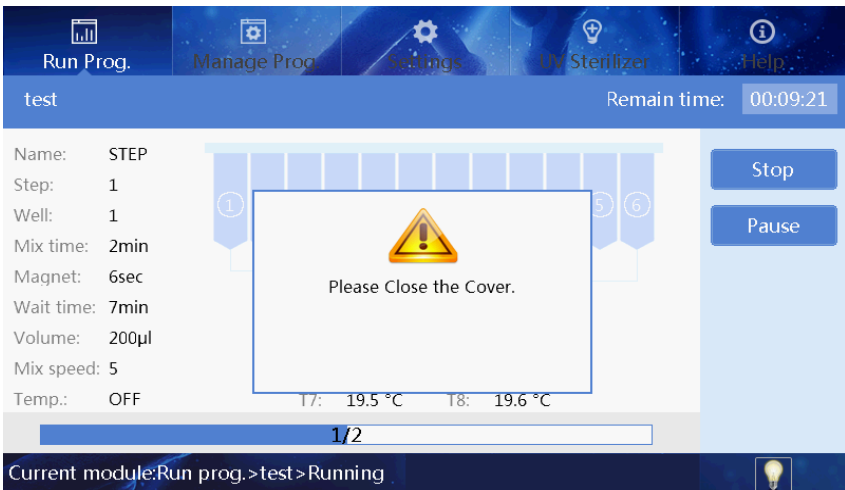 Run Prog. Manage Prog. Settings UV Sterilizer Help
test Remain time: 00:09:21
Name: STEP
Step: 1
Well: 1
Mix time: 2min
Magnet: 6sec
Wait time: 7min
Volume: 200μl
Mix speed: 5
Temp.: OFF
1
5 6
Please Close the Cover.
T7: 19.5 °C T8: 19.6 °C
Stop
Pause
1/2
Current module:Run prog.>test>Running